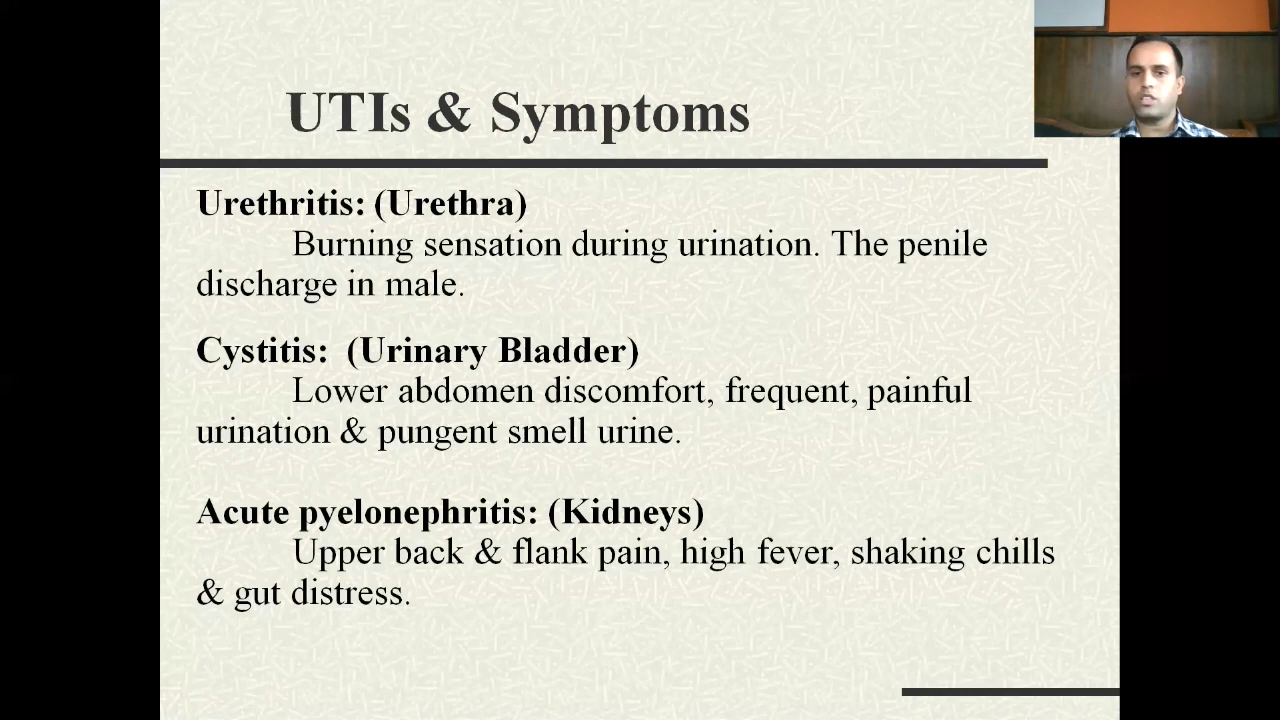 UTIs & Symptoms
Urethritis: (Urethra)
Burning sensation during urination. The penile
discharge in male.
Cystitis: (Urinary Bladder)
Lower abdomen discomfort, frequent, painful
urination & pungent smell urine.
Acute pyelonephritis: (Kidneys)
Upper back & flank pain, high fever, shaking chills
& gut distress.